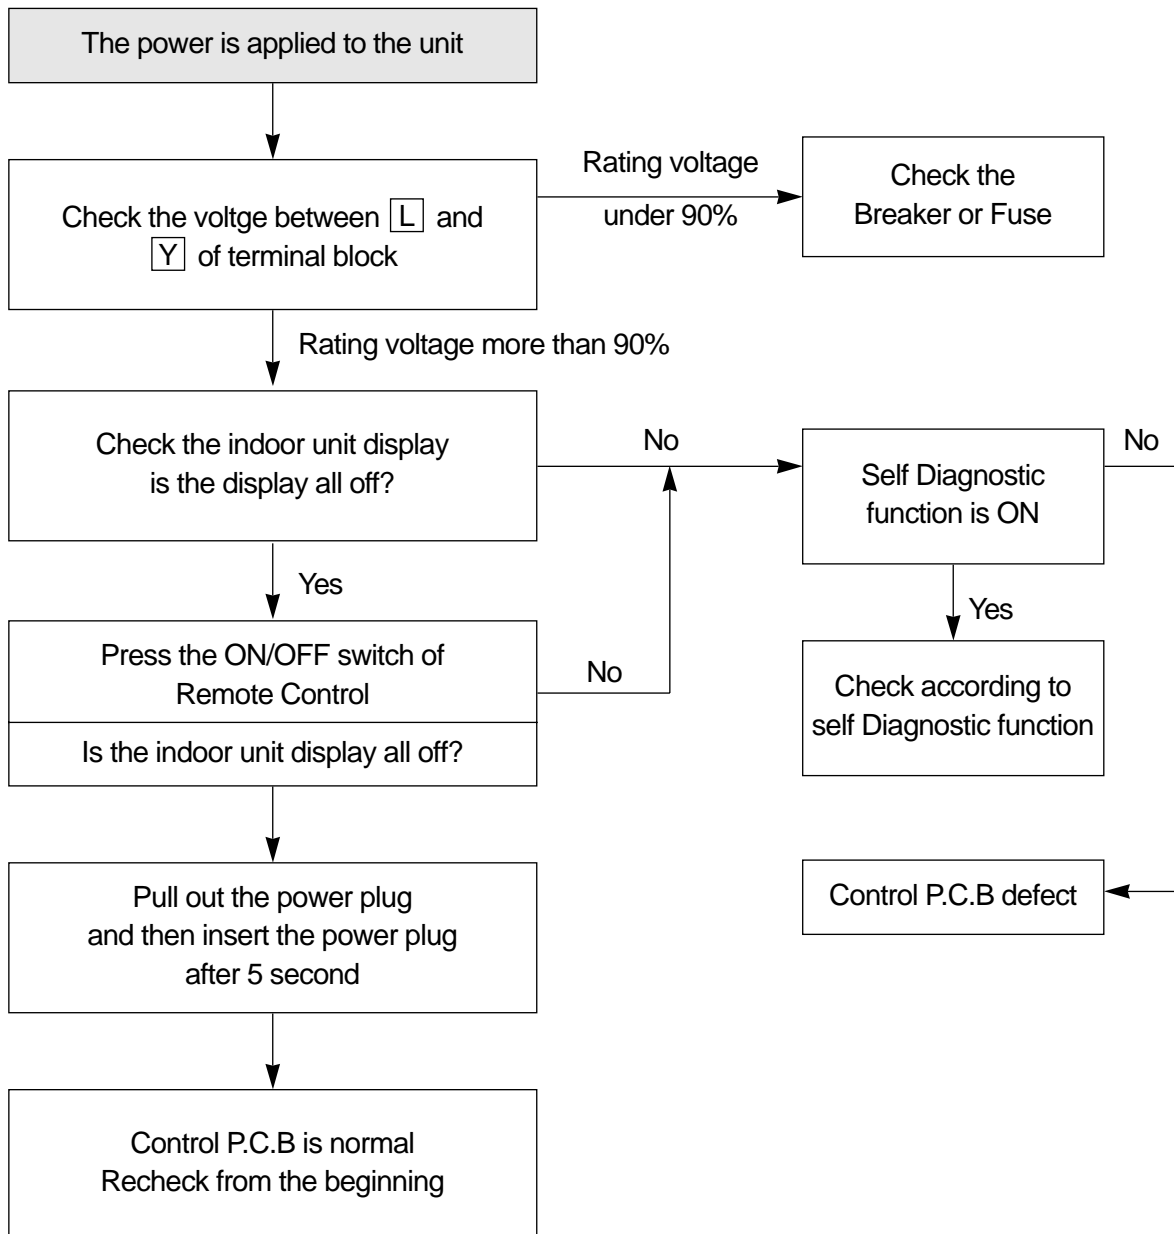 The power is applied to the unit
Check the voltge between L and
Y of terminal block
Rating voltage
under 90%
Check the
Breaker or Fuse
Rating voltage more than 90%
Check the indoor unit display
is the display all off?
No
Self Diagnostic
function is ON
No
Yes
Yes
Press the ON/OFF switch of
Remote Control
Is the indoor unit display all off?
No
Check according to
self Diagnostic function
Pull out the power plug
and then insert the power plug
after 5 second
Control P.C.B defect
Control P.C.B is normal
Recheck from the beginning